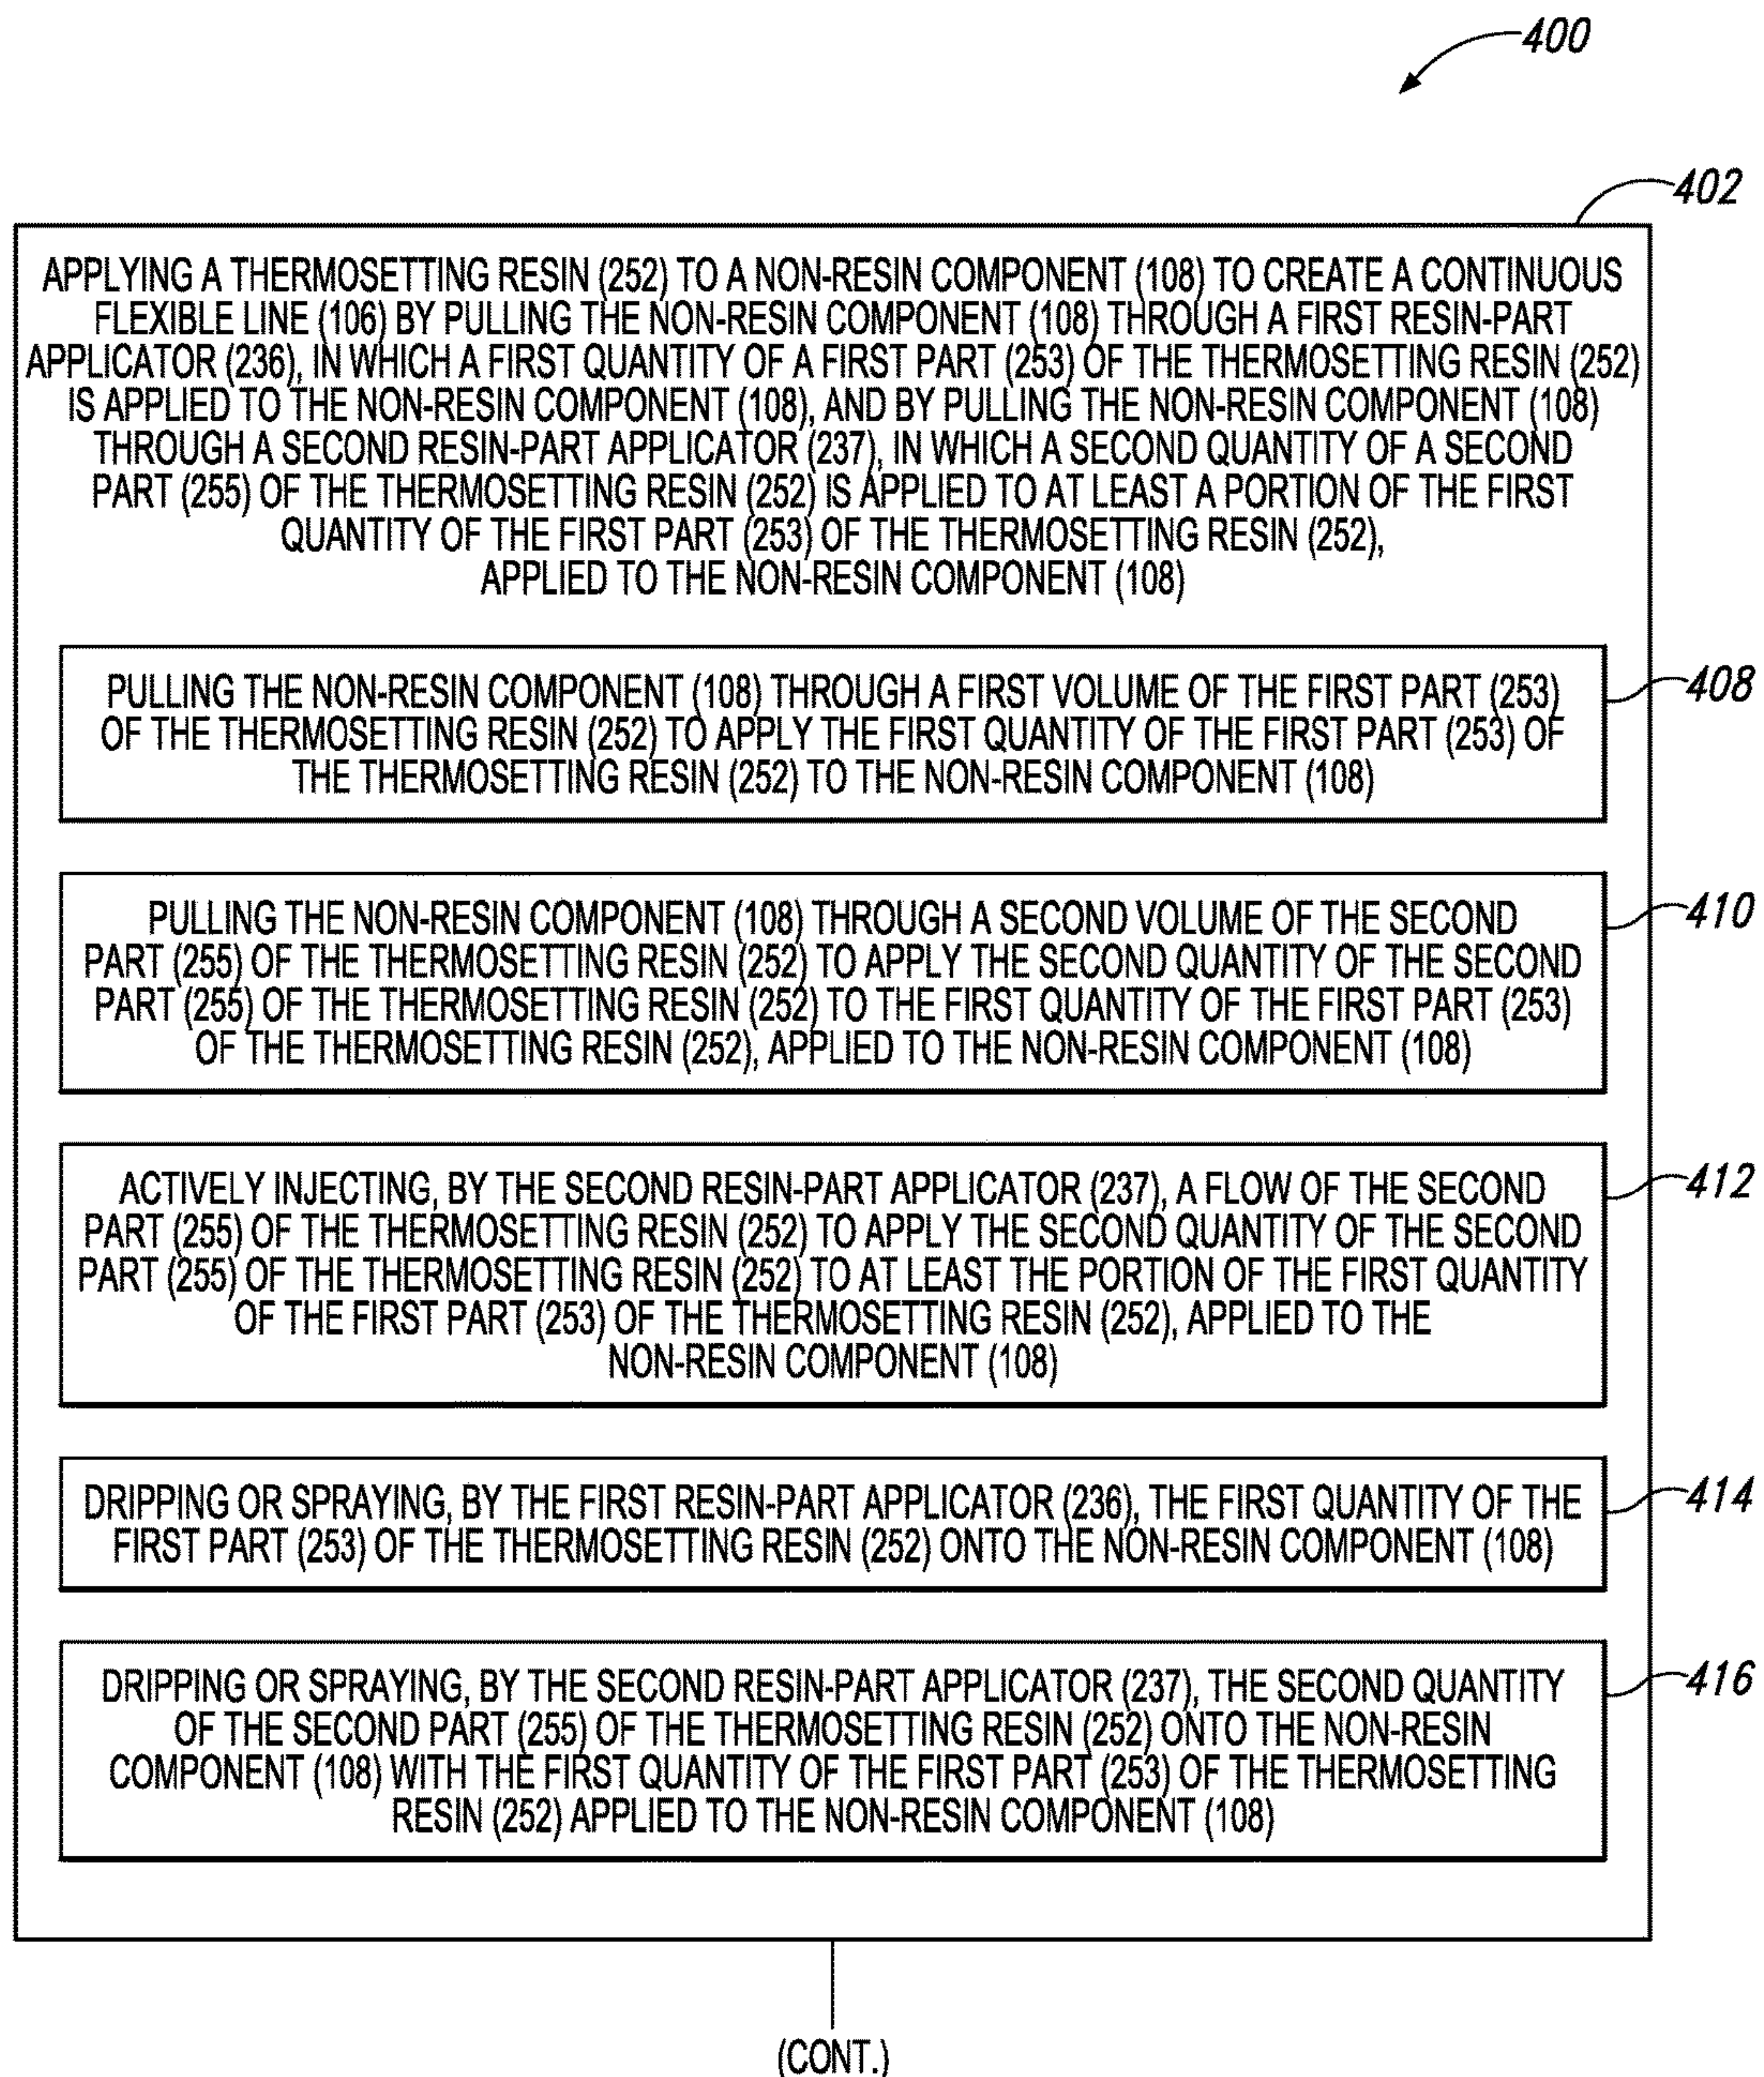 400
402
APPLYING A THERMOSETTING RESIN (252) TO A NON-RESIN COMPONENT (108) TO CREATE A CONTINUOUS
FLEXIBLE LINE (106) BY PULLING THE NON-RESIN COMPONENT (108) THROUGH A FIRST RESIN-PART
APPLICATOR (236), IN WHICH A FIRST QUANTITY OF A FIRST PART (253) OF THE THERMOSETTING RESIN (252)
IS APPLIED TO THE NON-RESIN COMPONENT (108), AND BY PULLING THE NON-RESIN COMPONENT (108)
THROUGH A SECOND RESIN-PART APPLICATOR (237), IN WHICH A SECOND QUANTITY OF A SECOND
PART (255) OF THE THERMOSETTING RESIN (252) IS APPLIED TO AT LEAST A PORTION OF THE FIRST
QUANTITY OF THE FIRST PART (253) OF THE THERMOSETTING RESIN (252),
APPLIED TO THE NON-RESIN COMPONENT (108)
PULLING THE NON-RESIN COMPONENT (108) THROUGH A FIRST VOLUME OF THE FIRST PART (253)
OF THE THERMOSETTING RESIN (252) TO APPLY THE FIRST QUANTITY OF THE FIRST PART (253) OF
THE THERMOSETTING RESIN (252) TO THE NON-RESIN COMPONENT (108)
408
PULLING THE NON-RESIN COMPONENT (108) THROUGH A SECOND VOLUME OF THE SECOND
PART (255) OF THE THERMOSETTING RESIN (252) TO APPLY THE SECOND QUANTITY OF THE SECOND
PART (255) OF THE THERMOSETTING RESIN (252) TO THE FIRST QUANTITY OF THE FIRST PART (253)
OF THE THERMOSETTING RESIN (252), APPLIED TO THE NON-RESIN COMPONENT (108)
410
ACTIVELY INJECTING, BY THE SECOND RESIN-PART APPLICATOR (237), A FLOW OF THE SECOND
PART (255) OF THE THERMOSETTING RESIN (252) TO APPLY THE SECOND QUANTITY OF THE SECOND
PART (255) OF THE THERMOSETTING RESIN (252) TO AT LEAST THE PORTION OF THE FIRST QUANTITY
OF THE FIRST PART (253) OF THE THERMOSETTING RESIN (252), APPLIED TO THE
NON-RESIN COMPONENT (108)
412
DRIPPING OR SPRAYING, BY THE FIRST RESIN-PART APPLICATOR (236), THE FIRST QUANTITY OF THE
FIRST PART (253) OF THE THERMOSETTING RESIN (252) ONTO THE NON-RESIN COMPONENT (108)
414
DRIPPING OR SPRAYING, BY THE SECOND RESIN-PART APPLICATOR (237), THE SECOND QUANTITY
OF THE SECOND PART (255) OF THE THERMOSETTING RESIN (252) ONTO THE NON-RESIN
COMPONENT (108) WITH THE FIRST QUANTITY OF THE FIRST PART (253) OF THE THERMOSETTING
RESIN (252) APPLIED TO THE NON-RESIN COMPONENT (108)
416
(CONT.)